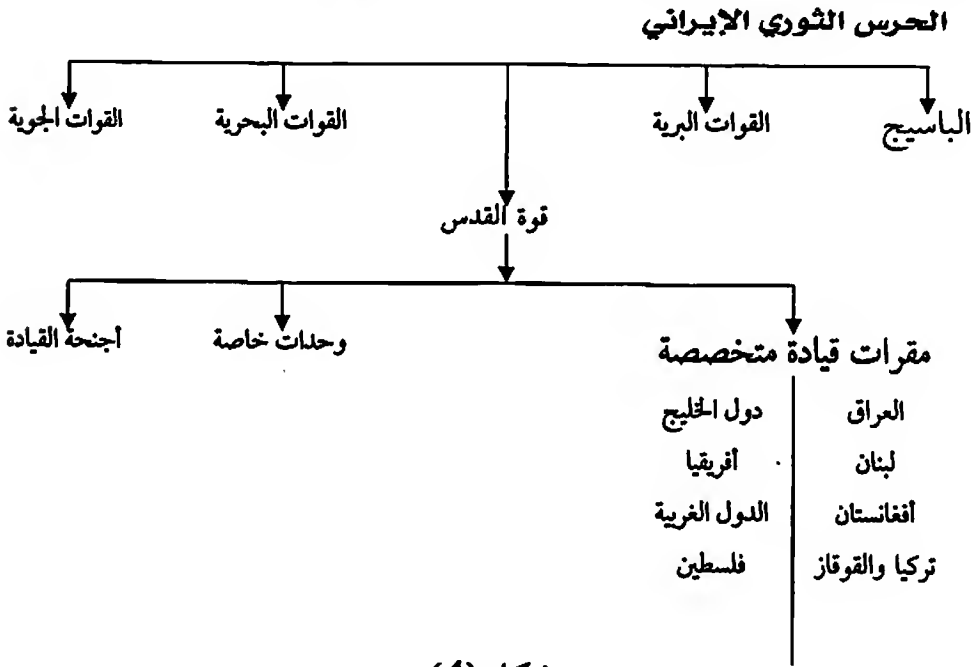 الحرس الثوري الإيراني
الباسيج القوات البرية القوات البحرية القوات الجوية
قوة القدس
مقرات قيادة متخصصة وحدات خاصة أجنحة القيادة
العراق دول الخليج
لبنان أفريقيا
أفغانستان الدول الغربية
تركيا والقوقاز فلسطين
(4)